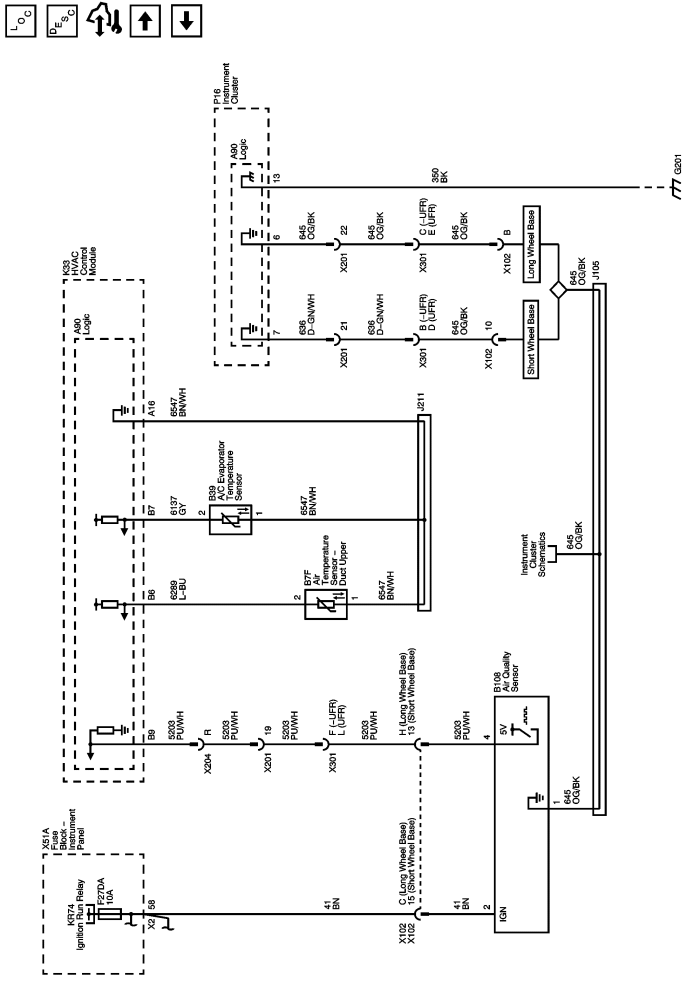 LOC
DESC
P16
Instrument
Cluster
A90
Logic
K33
HVAC
Control
Module
A90
Logic
13
6
7
350
BK
G201
645
OG/BK
22
X201
645
OG/BK
C (–UFR)
E (UFR)
X301
645
OG/BK
B
X102
Long Wheel Base
636
D–GN/WH
21
X201
636
D–GN/WH
B (–UFR)
D (UFR)
X301
645
OG/BK
10
X102
Short Wheel Base
645
OG/BK
J105
A16
6547
BN/WH
J211
B7
6137
GY
2
B39
A/C Evaporator
Temperature
Sensor
1
6547
BN/WH
B6
6289
L–BU
2
B7F
Air
Temperature
Sensor –
Duct Upper
1
6547
BN/WH
Instrument
Cluster
Schematics
645
OG/BK
B9
5203
PU/WH
R
X204
5203
PU/WH
19
X201
5203
PU/WH
F (–UFR)
L (UFR)
X301
5203
PU/WH
H (Long Wheel Base)
13 (Short Wheel Base)
5203
PU/WH
4
B108
Air Quality
Sensor
5V
1
645
OG/BK
X51A
Fuse
Block –
Instrument
Panel
KR74
Ignition Run Relay
F27DA
10A
58
X2
41
BN
C (Long Wheel Base)
15 (Short Wheel Base)
X102
X102
41
BN
2
IGN